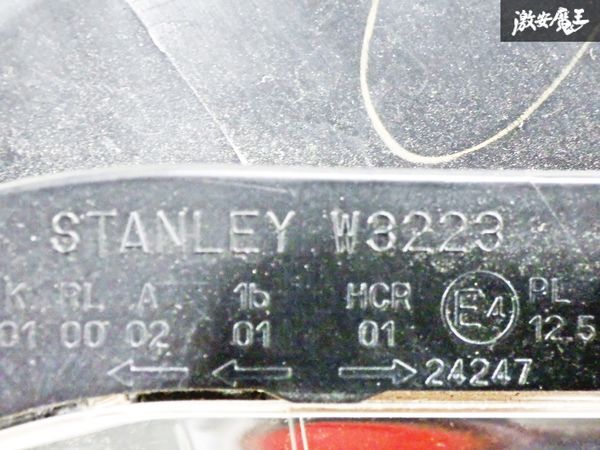 激安魔王
STANLEY W3223
K RL A 1b HCR E4 PL
01 00 02 01 01 12.5
24247